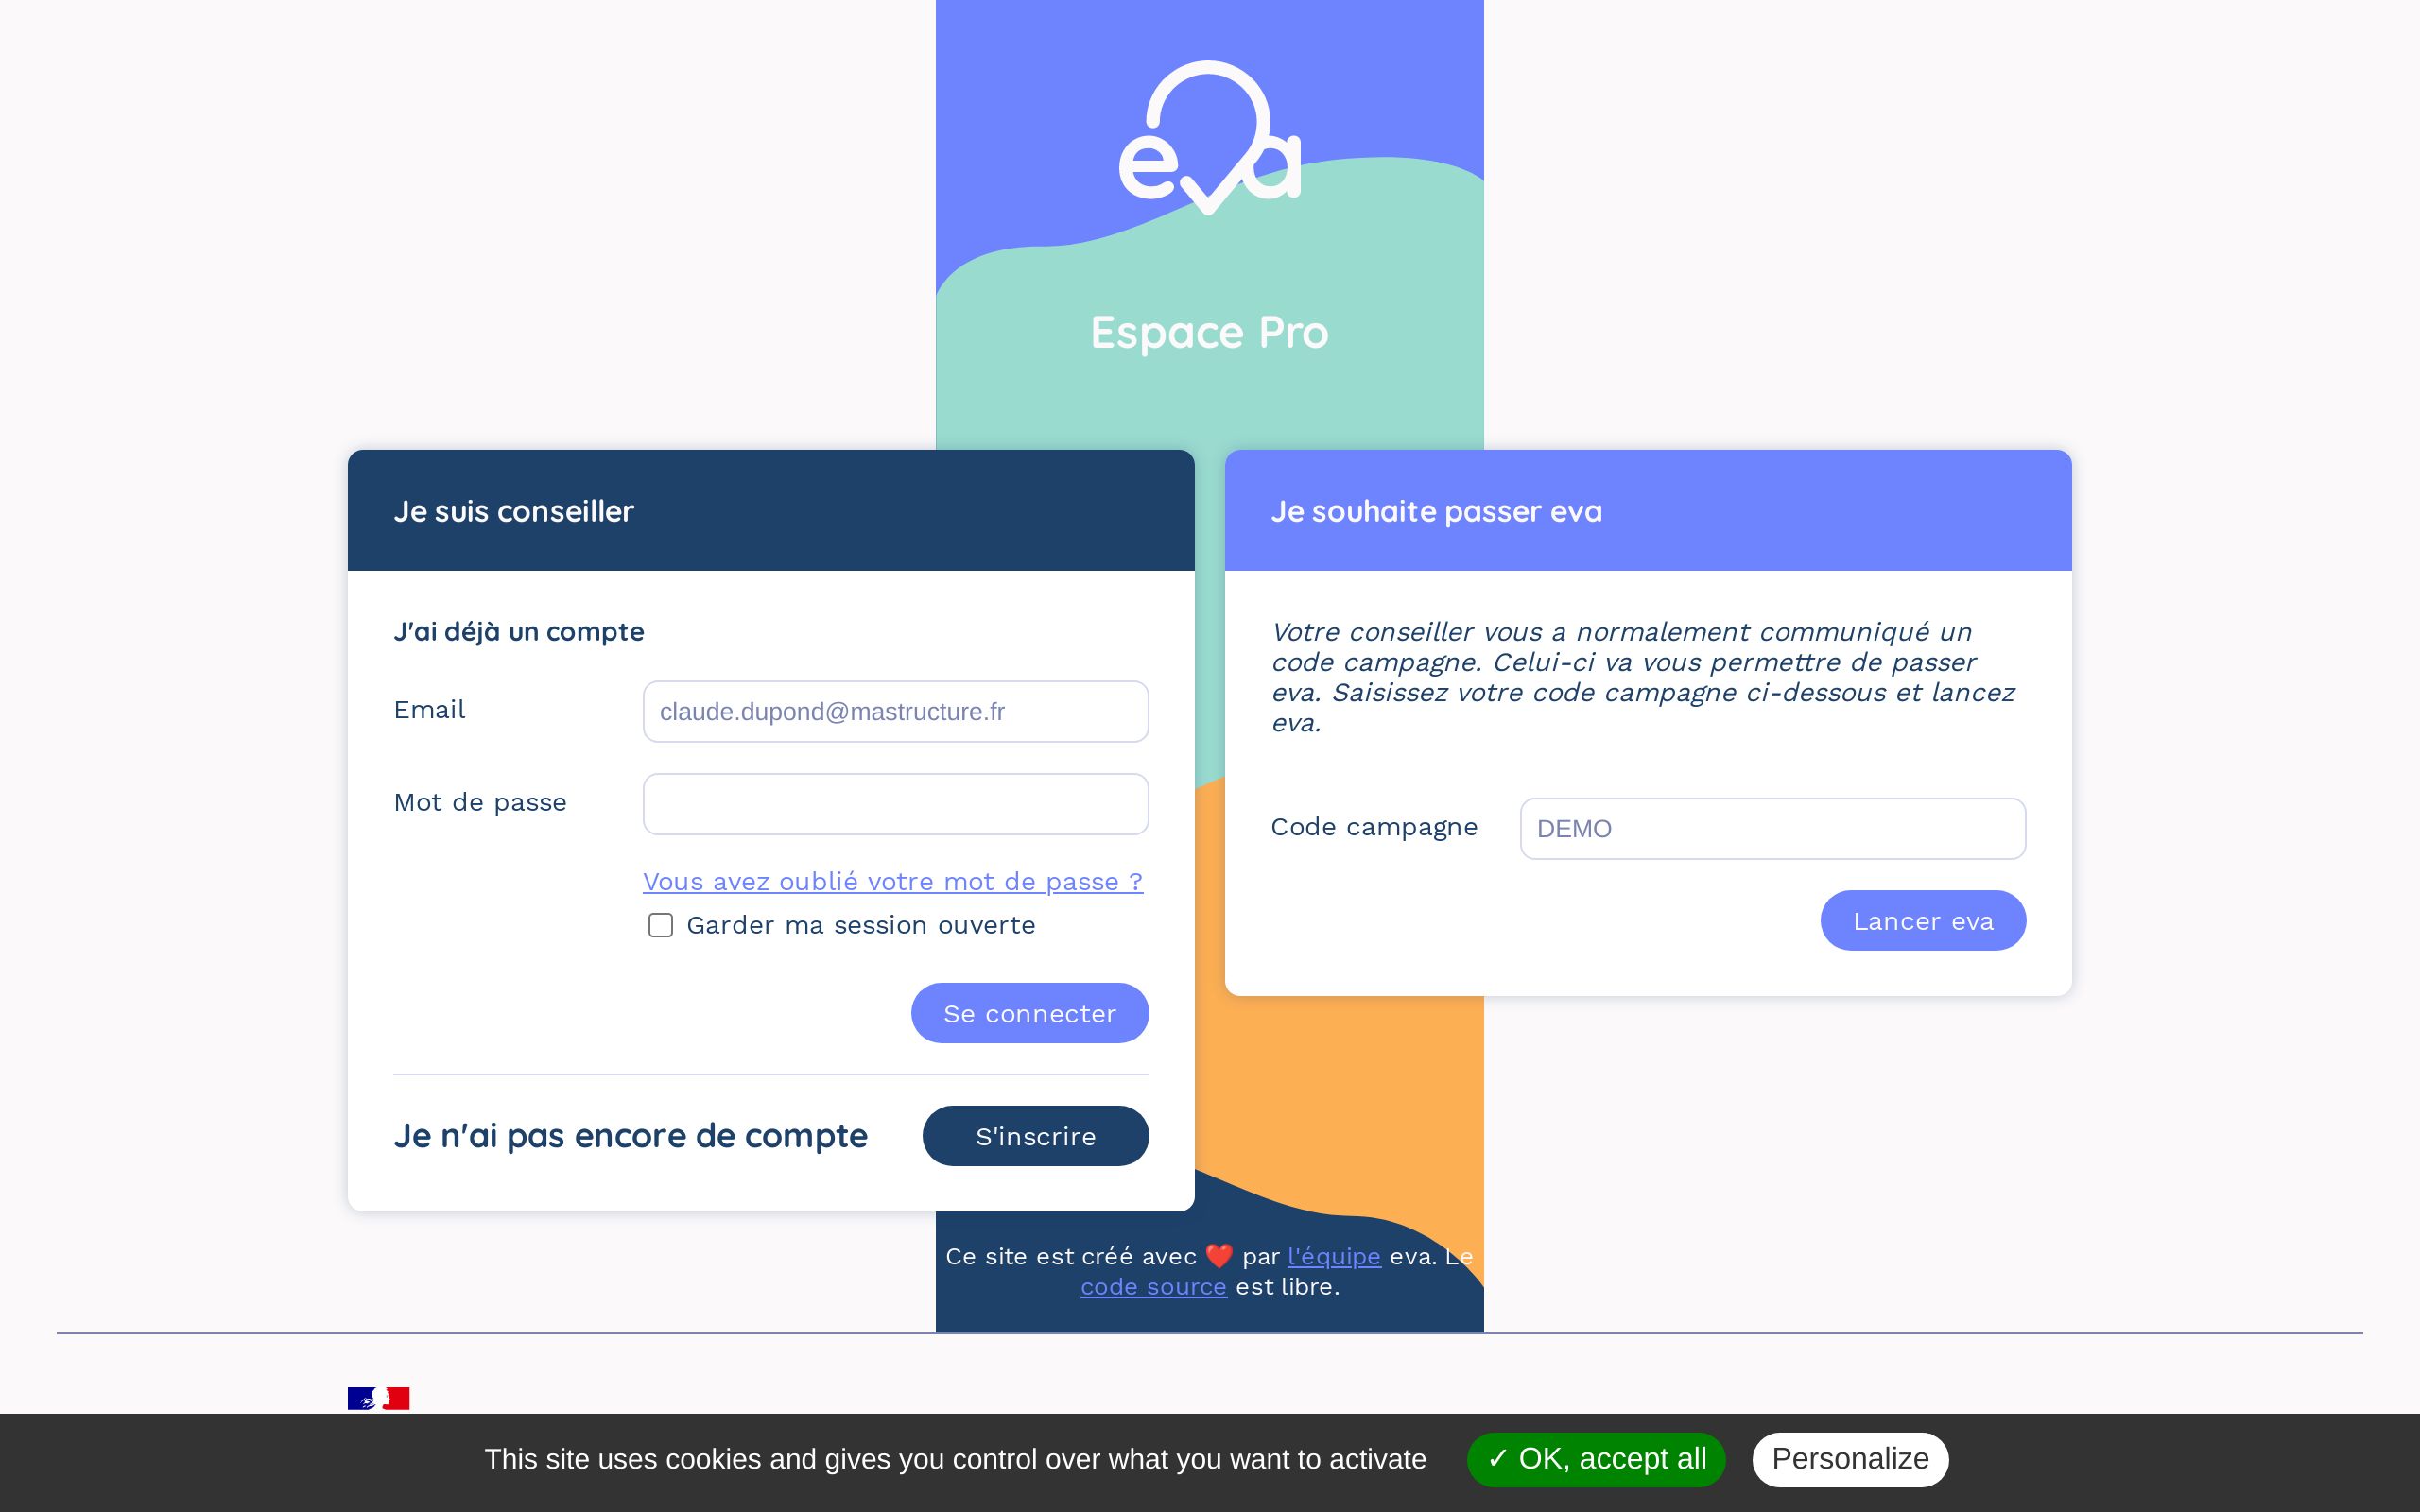 eva
Espace Pro
Je suis conseiller
J'ai déjà un compte
Email
claude.dupond@mastructure.fr
Mot de passe
Vous avez oublié votre mot de passe ?
Garder ma session ouverte
Se connecter
Je n'ai pas encore de compte
S'inscrire
Je souhaite passer eva
Votre conseiller vous a normalement communiqué un
code campagne. Celui-ci va vous permettre de passer
eva. Saisissez votre code campagne ci-dessous et lancez
eva.
Code campagne
DEMO
Lancer eva
Ce site est créé avec ❤️ par l'équipe eva. Le
code source est libre.
This site uses cookies and gives you control over what you want to activate
✓ OK, accept all
Personalize